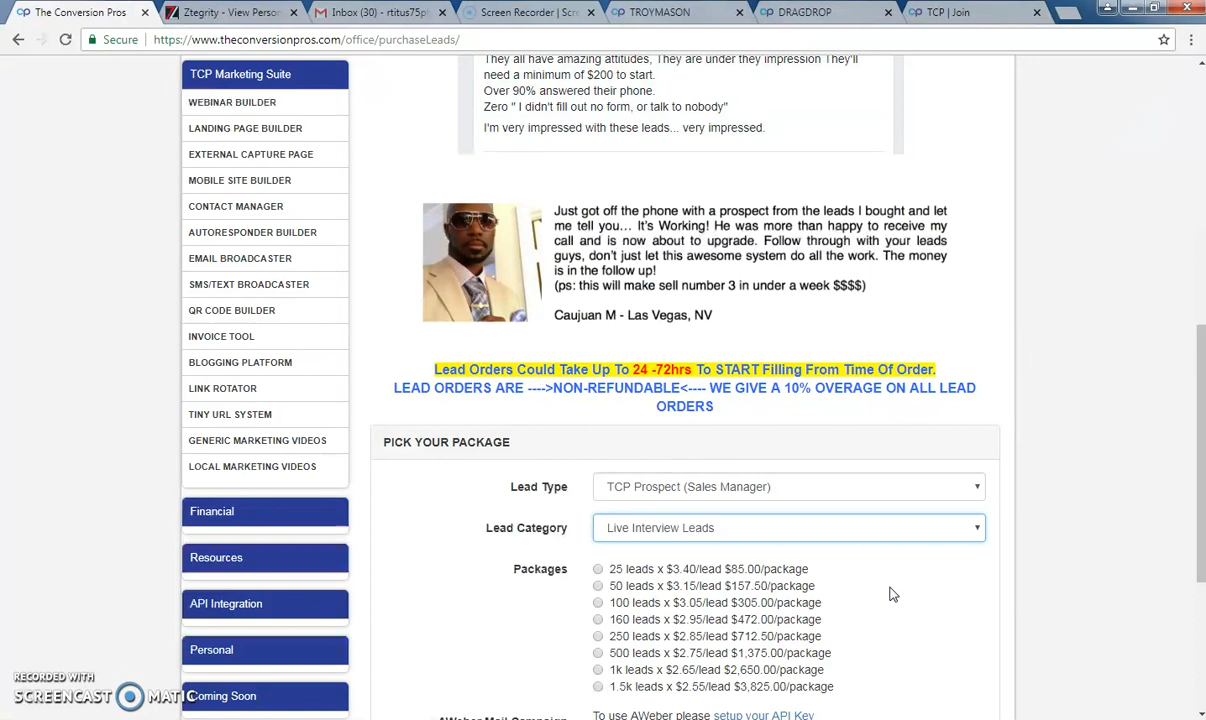 The Conversion Pros
Ztegrity - View Person
Inbox (30) - rtitus75ph
Screen Recorder | Scre
TROYMASON
DRAGDROP
TCP | Join
Secure
https://www.theconversionpros.com/office/purchaseLeads/
TCP Marketing Suite
WEBINAR BUILDER
LANDING PAGE BUILDER
EXTERNAL CAPTURE PAGE
MOBILE SITE BUILDER
CONTACT MANAGER
AUTORESPONDER BUILDER
EMAIL BROADCASTER
SMS/TEXT BROADCASTER
QR CODE BUILDER
INVOICE TOOL
BLOGGING PLATFORM
LINK ROTATOR
TINY URL SYSTEM
GENERIC MARKETING VIDEOS
LOCAL MARKETING VIDEOS
Financial
Resources
API Integration
Personal
Coming Soon
They all have amazing attitudes, They are under they impression They'll
need a minimum of $200 to start.
Over 90% answered their phone.
Zero " I didn't fill out no form, or talk to nobody"
I'm very impressed with these leads... very impressed.
Just got off the phone with a prospect from the leads I bought and let
me tell you... It's Working! He was more than happy to receive my
call and is now about to upgrade. Follow through with your leads
guys, don't just let this awesome system do all the work. The money
is in the follow up!
(ps: this will make sell number 3 in under a week $$$$)
Caujuan M - Las Vegas, NV
Lead Orders Could Take Up To 24 -72hrs To START Filling From Time Of Order.
LEAD ORDERS ARE ---->NON-REFUNDABLE<---- WE GIVE A 10% OVERAGE ON ALL LEAD
ORDERS
PICK YOUR PACKAGE
Lead Type
TCP Prospect (Sales Manager)
Lead Category
Live Interview Leads
Packages
25 leads x $3.40/lead $85.00/package
50 leads x $3.15/lead $157.50/package
100 leads x $3.05/lead $305.00/package
160 leads x $2.95/lead $472.00/package
250 leads x $2.85/lead $712.50/package
500 leads x $2.75/lead $1,375.00/package
1k leads x $2.65/lead $2,650.00/package
1.5k leads x $2.55/lead $3,825.00/package
AWeber Mail Campaign
To use AWeber please setup your API Key
RECORDED WITH
SCREENCAST MATIC